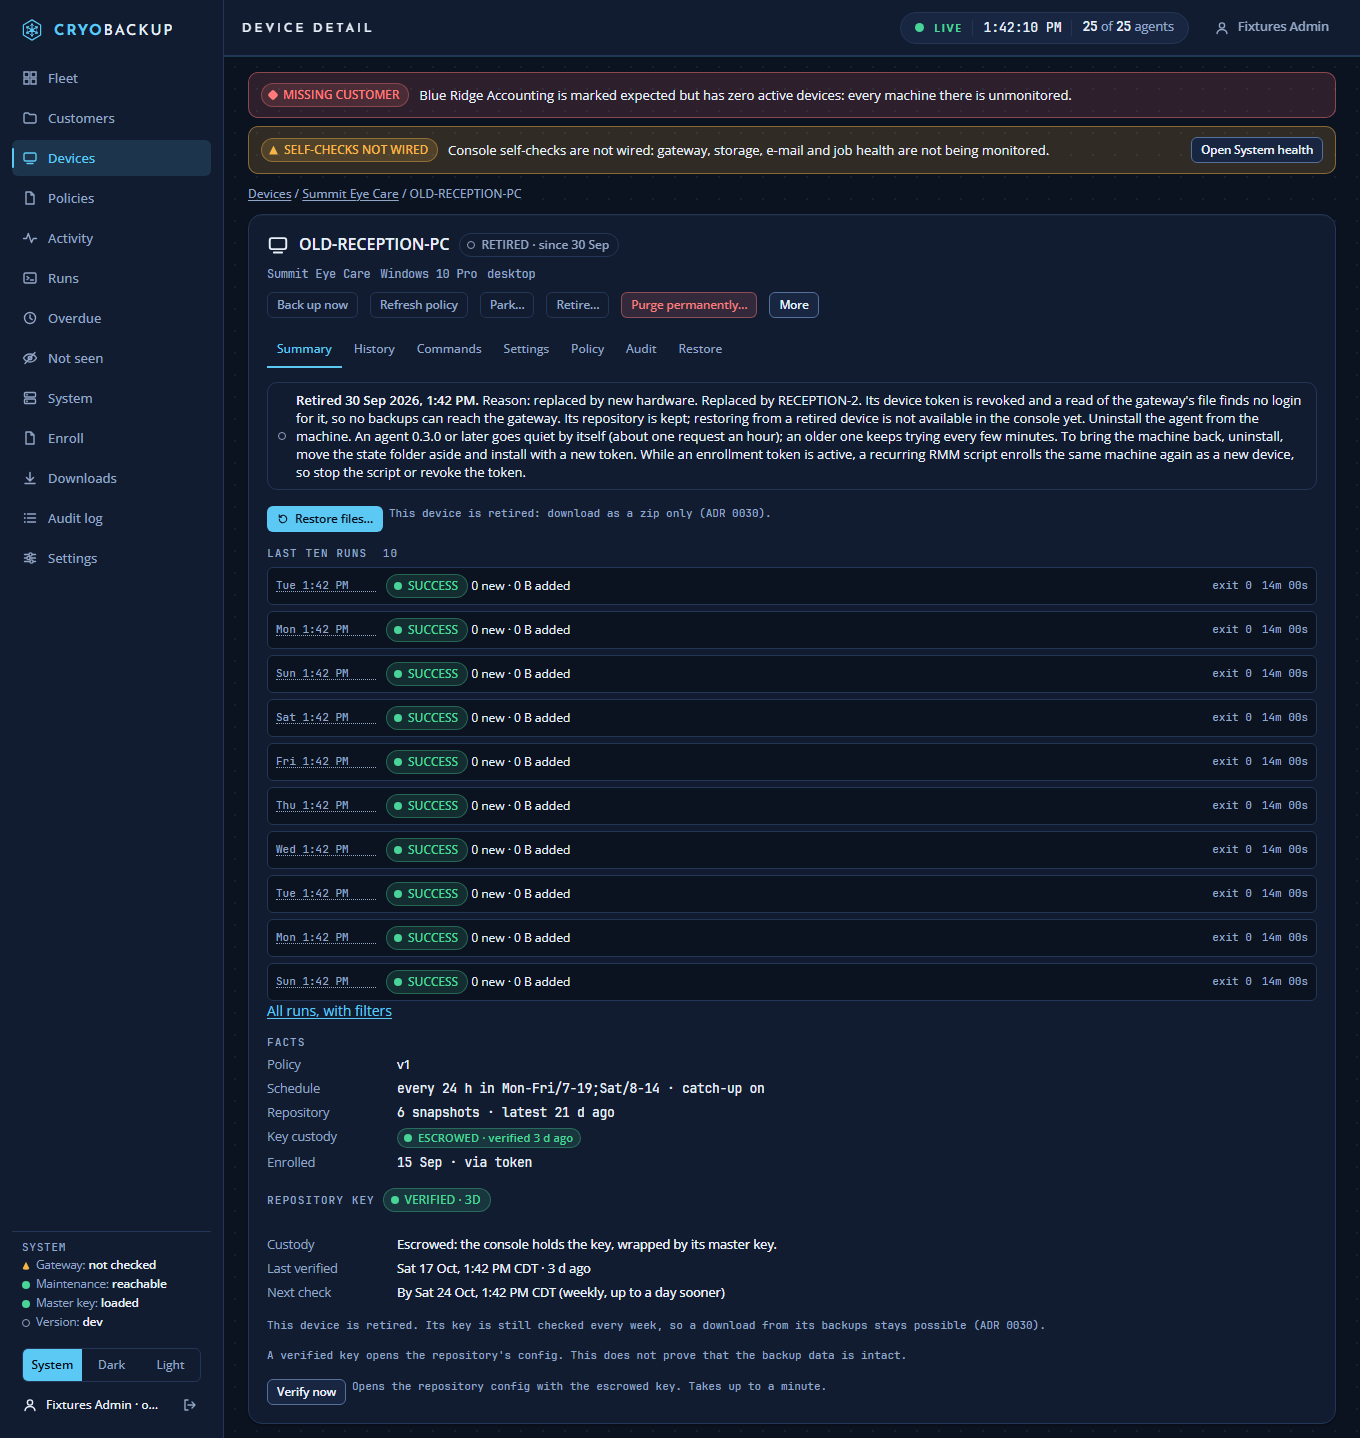 CRYOBACKUP
DEVICE DETAIL
LIVE 1:42:10 PM 25 of 25 agents
Fixtures Admin
Fleet
Customers
Devices
Policies
Activity
Runs
Overdue
Not seen
System
Enroll
Downloads
Audit log
Settings
MISSING CUSTOMER Blue Ridge Accounting is marked expected but has zero active devices: every machine there is unmonitored.
SELF-CHECKS NOT WIRED Console self-checks are not wired: gateway, storage, e-mail and job health are not being monitored. Open System health
Devices / Summit Eye Care / OLD-RECEPTION-PC
OLD-RECEPTION-PC RETIRED · since 30 Sep
Summit Eye Care Windows 10 Pro desktop
Back up now Refresh policy Park... Retire... Purge permanently... More
Summary History Commands Settings Policy Audit Restore
Retired 30 Sep 2026, 1:42 PM. Reason: replaced by new hardware. Replaced by RECEPTION-2. Its device token is revoked and a read of the gateway's file finds no login
for it, so no backups can reach the gateway. Its repository is kept; restoring from a retired device is not available in the console yet. Uninstall the agent from the
machine. An agent 0.3.0 or later goes quiet by itself (about one request an hour); an older one keeps trying every few minutes. To bring the machine back, uninstall,
move the state folder aside and install with a new token. While an enrollment token is active, a recurring RMM script enrolls the same machine again as a new device,
so stop the script or revoke the token.
Restore files... This device is retired: download as a zip only (ADR 0030).
LAST TEN RUNS 10
Tue 1:42 PM SUCCESS 0 new · 0 B added exit 0 14m 00s
Mon 1:42 PM SUCCESS 0 new · 0 B added exit 0 14m 00s
Sun 1:42 PM SUCCESS 0 new · 0 B added exit 0 14m 00s
Sat 1:42 PM SUCCESS 0 new · 0 B added exit 0 14m 00s
Fri 1:42 PM SUCCESS 0 new · 0 B added exit 0 14m 00s
Thu 1:42 PM SUCCESS 0 new · 0 B added exit 0 14m 00s
Wed 1:42 PM SUCCESS 0 new · 0 B added exit 0 14m 00s
Tue 1:42 PM SUCCESS 0 new · 0 B added exit 0 14m 00s
Mon 1:42 PM SUCCESS 0 new · 0 B added exit 0 14m 00s
Sun 1:42 PM SUCCESS 0 new · 0 B added exit 0 14m 00s
All runs, with filters
FACTS
Policy v1
Schedule every 24 h in Mon-Fri/7-19;Sat/8-14 · catch-up on
Repository 6 snapshots · latest 21 d ago
Key custody ESCROWED · verified 3 d ago
Enrolled 15 Sep · via token
REPOSITORY KEY VERIFIED · 3D
Custody Escrowed: the console holds the key, wrapped by its master key.
Last verified Sat 17 Oct, 1:42 PM CDT · 3 d ago
Next check By Sat 24 Oct, 1:42 PM CDT (weekly, up to a day sooner)
This device is retired. Its key is still checked every week, so a download from its backups stays possible (ADR 0030).
A verified key opens the repository's config. This does not prove that the backup data is intact.
Verify now Opens the repository config with the escrowed key. Takes up to a minute.
SYSTEM
Gateway: not checked
Maintenance: reachable
Master key: loaded
Version: dev
System Dark Light
Fixtures Admin · o...